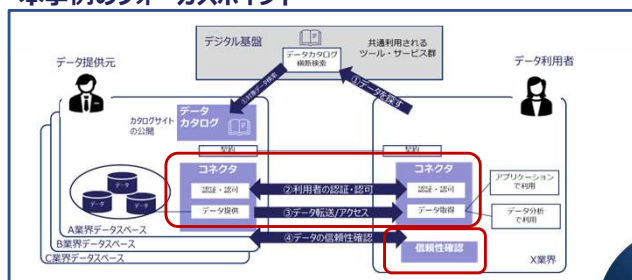 本事例のフォーカスポイント
デジタル基盤
共通利用される
ツール・サービス群
データカタログ
横断検索
データ提供元
データ利用者
①データを探す
カタログサイト
の公開
データ
カタログ
契約
契約
コネクタ
コネクタ
認証・認可
②利用者の認証・認可
認証・認可
データ提供
③データ転送/アクセス
データ取得
アプリケーション
で利用
データ分析
で利用
データ
データ
データ
④データの信頼性確認
信頼性確認
A業界データスペース
B業界データスペース
C業界データスペース
X業界